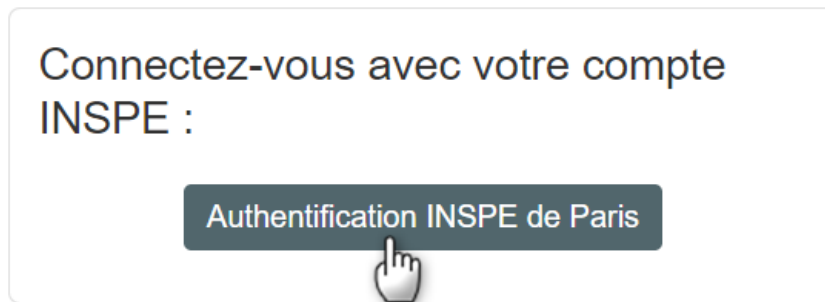 Connectez-vous avec votre compte
INSPE :
Authentification INSPE de Paris